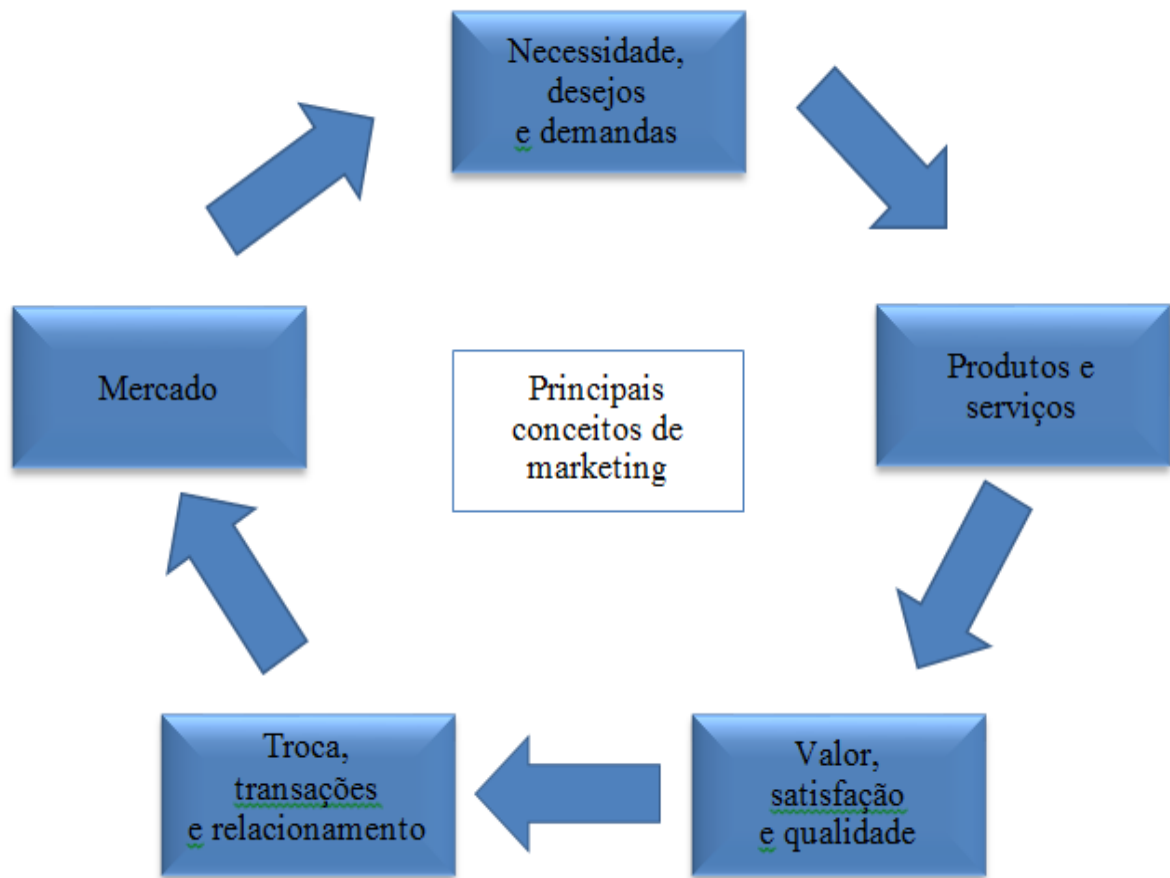 Necessidade,
desejos
e demandas
Mercado
Principais
conceitos de
marketing
Produtos e
serviços
Troca,
transações
e relacionamento
Valor,
satisfação
e qualidade